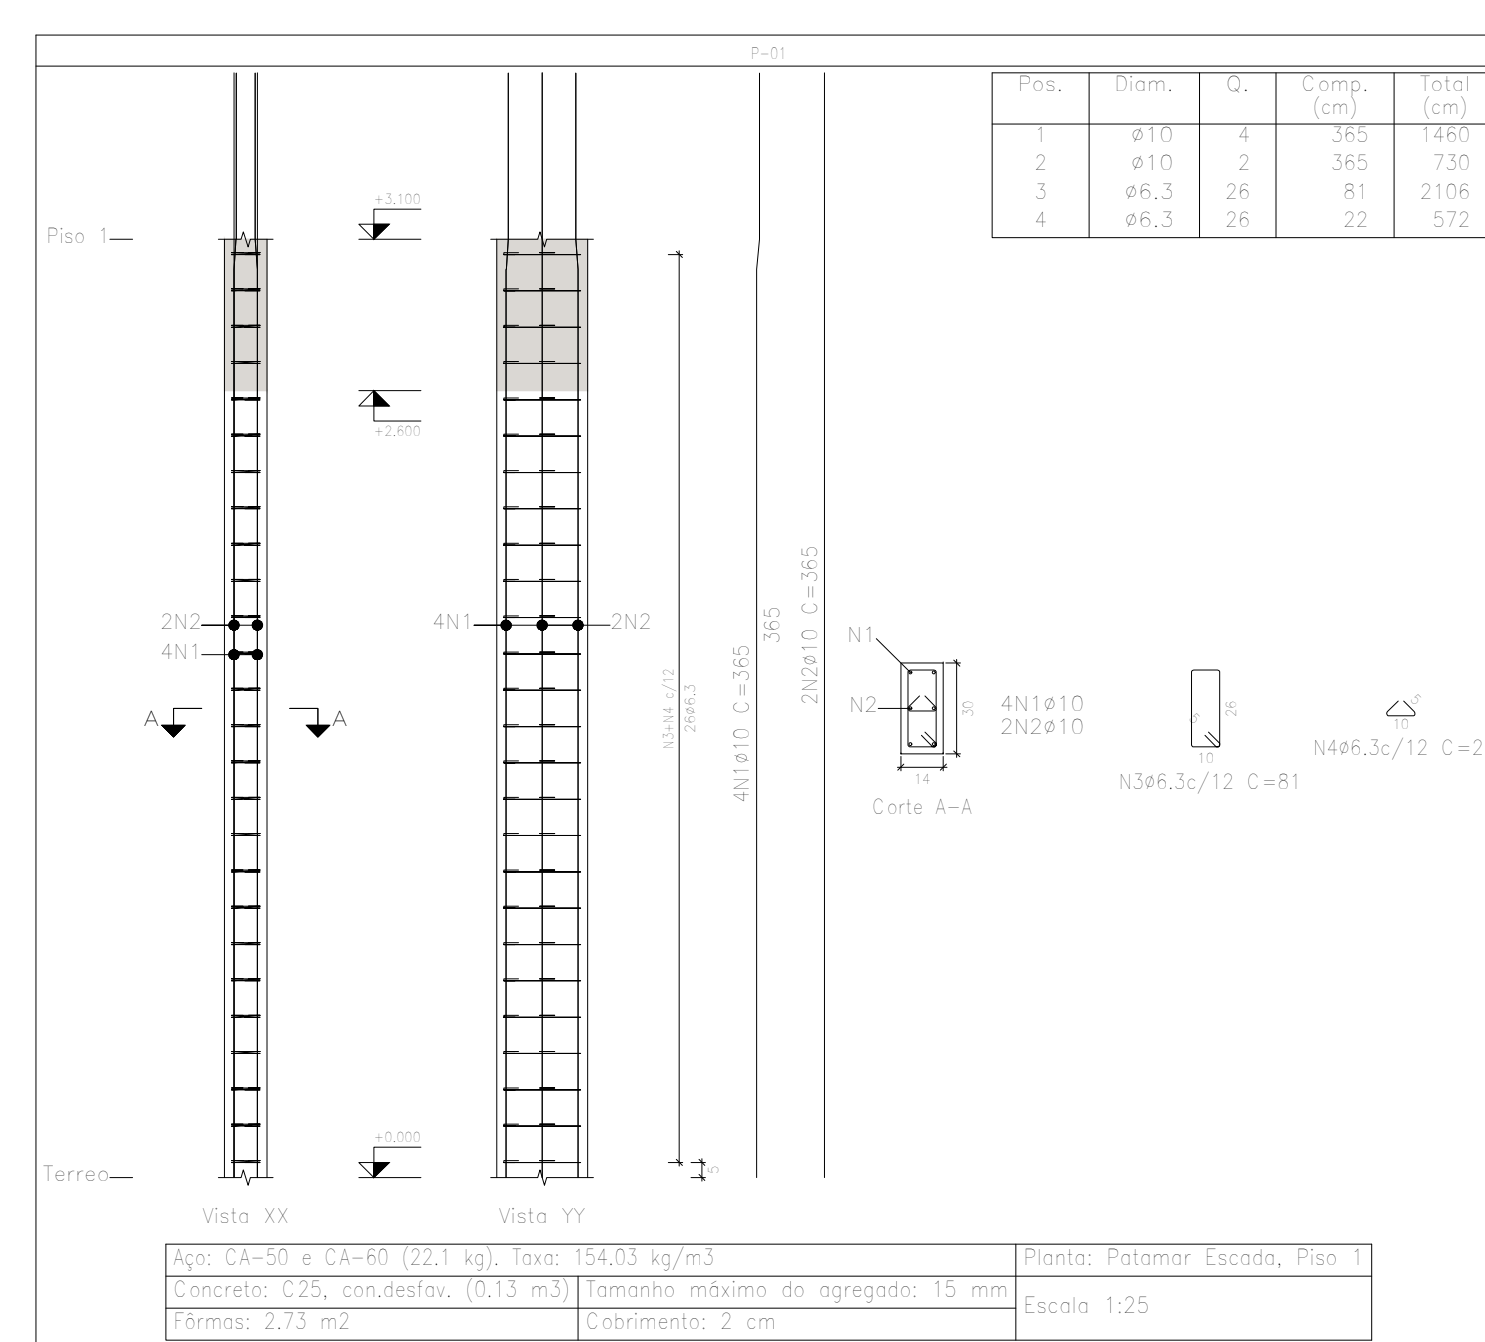 P-01
Pos. Diam. Q. Comp. (cm) Total (cm)
1 ø10 4 365 1460
2 ø10 2 365 730
3 ø6.3 26 81 2106
4 ø6.3 26 22 572
+3.100
Piso 1
+2.600
2N2
4N1
4N1
2N2
A
A
N3+N4 c/12
26ø6.3
4N1ø10 C=365
365
2N2ø10 C=365
N1
N2
30
14
Corte A-A
4N1ø10
2N2ø10
5
26
10
N3ø6.3c/12 C=81
5
10
N4ø6.3c/12 C=2
+0.000
5
Terreo
Vista XX
Vista YY
Aço: CA-50 e CA-60 (22.1 kg). Taxa: 154.03 kg/m3
Planta: Patamar Escada, Piso 1
Concreto: C25, con.desfav. (0.13 m3)
Tamanho máximo do agregado: 15 mm
Escala 1:25
Fôrmas: 2.73 m2
Cobrimento: 2 cm